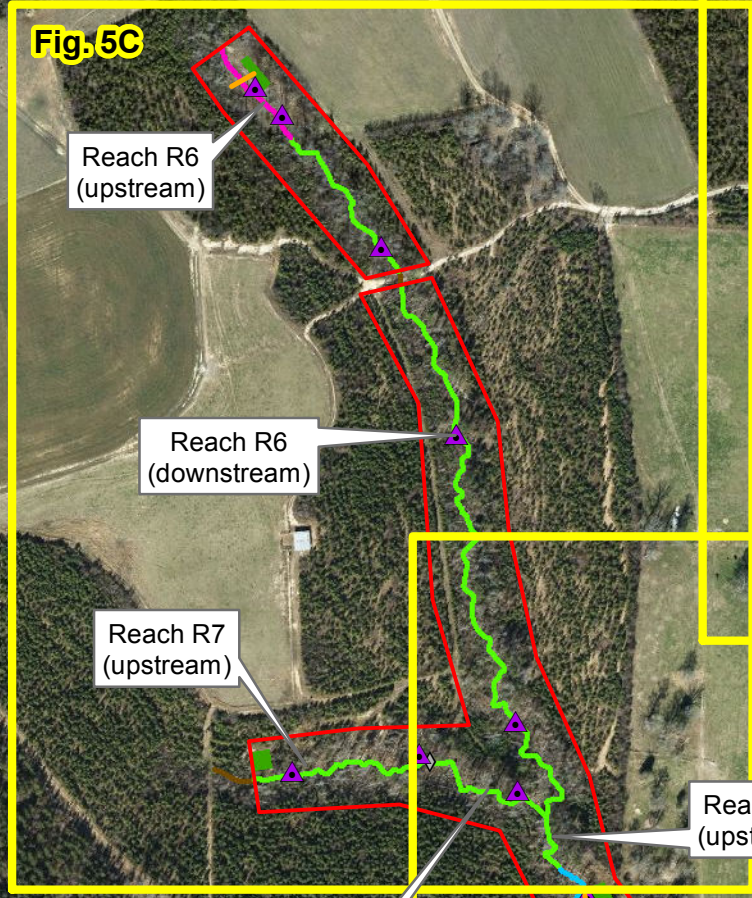 Fig. 5C
Reach R6
(upstream)
Reach R6
(downstream)
Reach R7
(upstream)